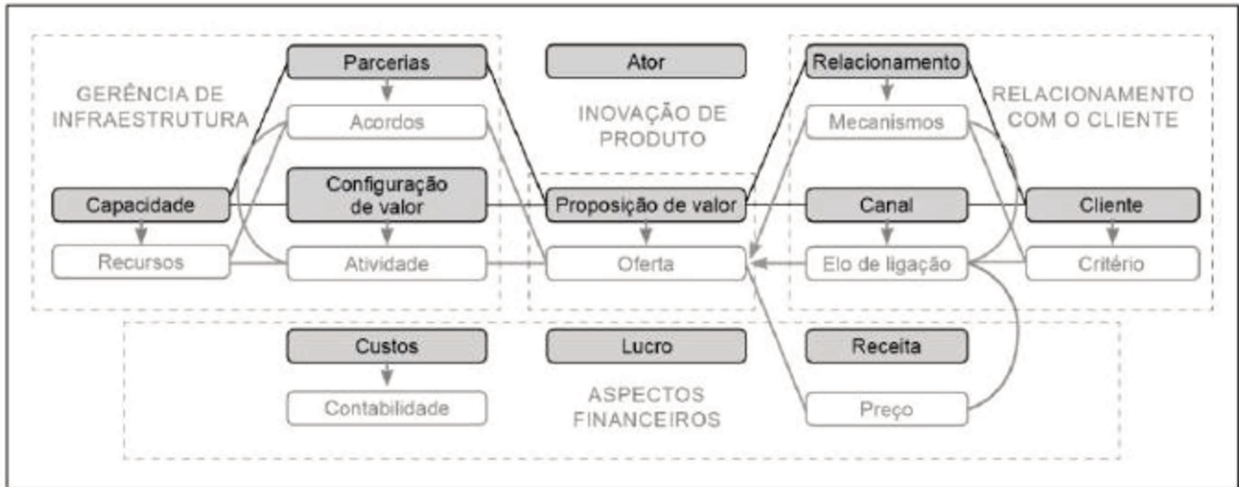 Parcerias
Ator
Relacionamento
GERÊNCIA DE
INFRAESTRUTURA
Acordos
INOVAÇÃO DE
PRODUTO
Mecanismos
RELACIONAMENTO
COM O CLIENTE
Capacidade
Configuração
de valor
Proposição de valor
Canal
Cliente
Recursos
Atividade
Oferta
Elo de ligação
Critério
Custos
Lucro
Receita
Contabilidade
ASPECTOS
FINANCEIROS
Preço